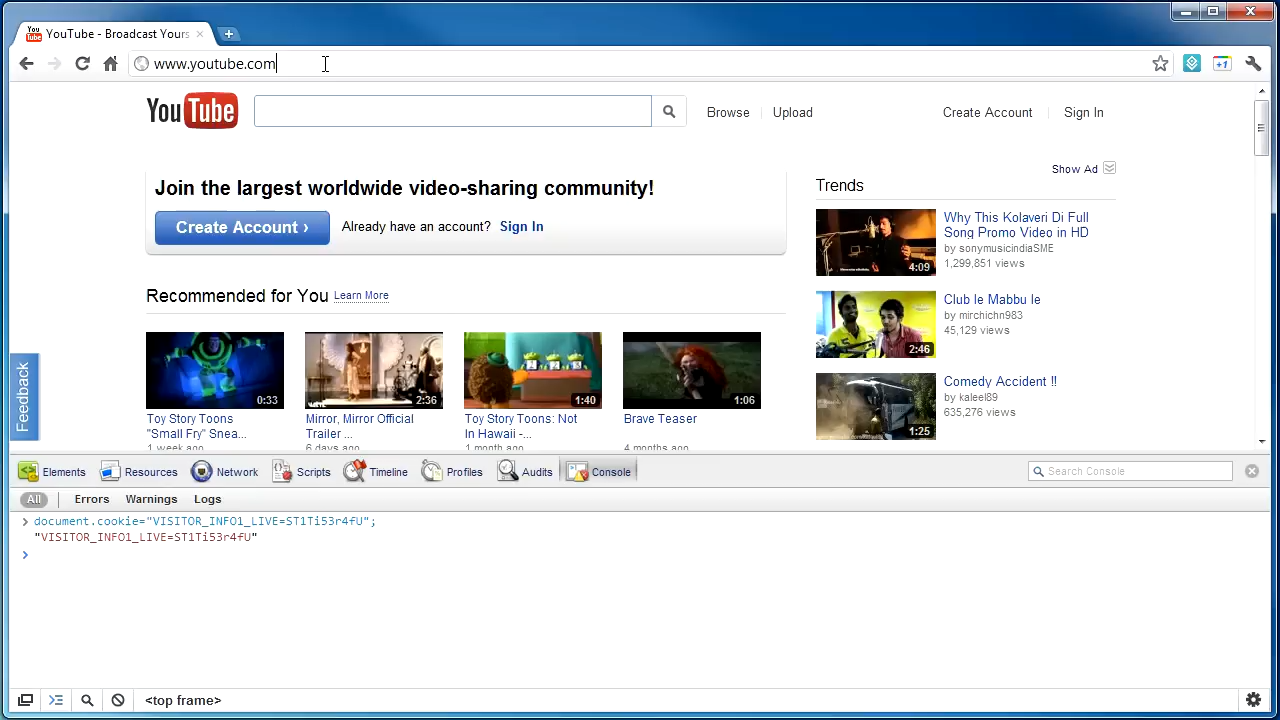 YouTube - Broadcast Yours
www.youtube.com
YouTube
Browse
Upload
Create Account
Sign In
Show Ad
Join the largest worldwide video-sharing community!
Create Account ›
Already have an account? Sign In
Trends
4:09
Why This Kolaveri Di Full
Song Promo Video in HD
by sonymusicindiaSME
1,299,851 views
2:46
Club le Mabbu le
by mirchichn983
45,129 views
1:25
Comedy Accident !!
by kaleel89
635,276 views
Recommended for You Learn More
0:33
2:36
1:40
1:06
Toy Story Toons
"Small Fry" Snea...
1 week ago
Mirror, Mirror Official
Trailer ...
6 days ago
Toy Story Toons: Not
In Hawaii -...
1 month ago
Brave Teaser
4 months ago
Feedback
Elements
Resources
Network
Scripts
Timeline
Profiles
Audits
Console
Search Console
All
Errors
Warnings
Logs
document.cookie="VISITOR_INFO1_LIVE=ST1Ti53r4fU";
"VISITOR_INFO1_LIVE=ST1Ti53r4fU"
<top frame>